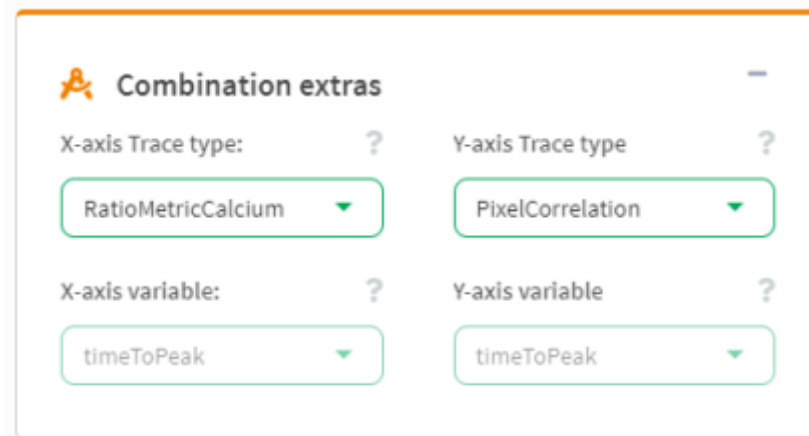 Combination extras
X-axis Trace type: ? Y-axis Trace type ?
RatioMetricCalcium PixelCorrelation
X-axis variable: ? Y-axis variable ?
timeToPeak timeToPeak